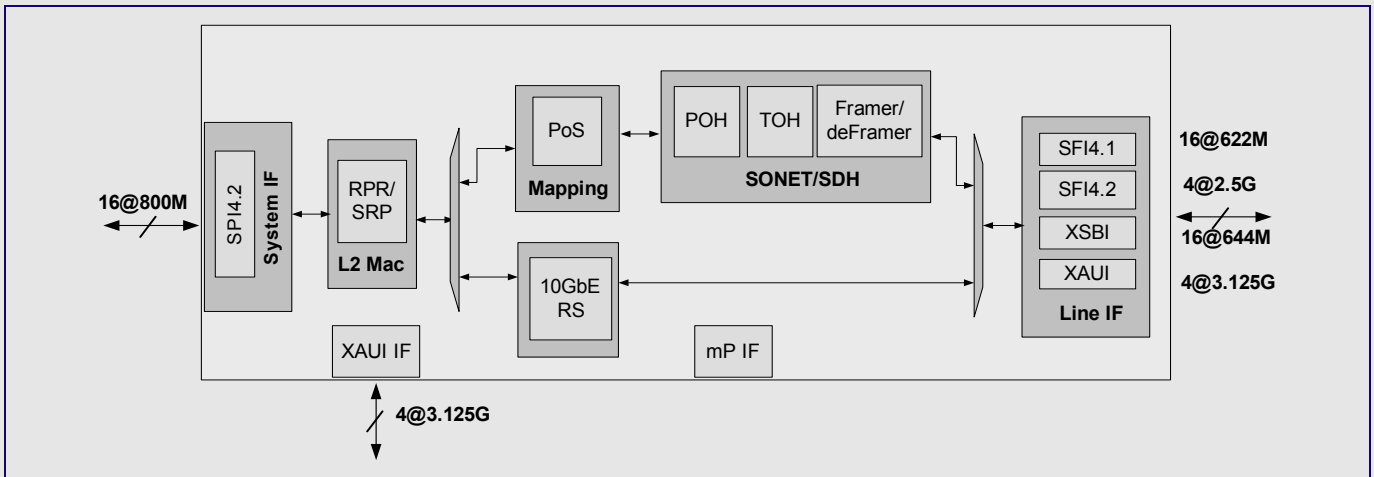 16@800M
SPI4.2
System IF
RPR/
SRP
L2 Mac
PoS
Mapping
POH
TOH
Framer/
deFramer
SONET/SDH
10GbE
RS
SFI4.1
SFI4.2
XSBI
XAUI
Line IF
16@622M
4@2.5G
16@644M
4@3.125G
XAUI IF
mP IF
4@3.125G